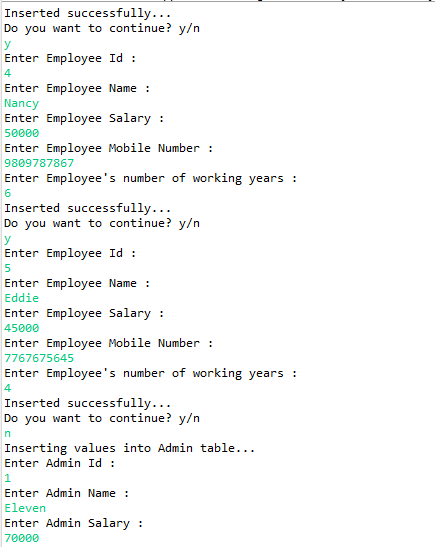 Inserted successfully...
Do you want to continue? y/n
y
Enter Employee Id :
4
Enter Employee Name :
Nancy
Enter Employee Salary :
50000
Enter Employee Mobile Number :
9809787867
Enter Employee's number of working years :
6
Inserted successfully...
Do you want to continue? y/n
y
Enter Employee Id :
5
Enter Employee Name :
Eddie
Enter Employee Salary :
45000
Enter Employee Mobile Number :
7767675645
Enter Employee's number of working years :
4
Inserted successfully...
Do you want to continue? y/n
n
Inserting values into Admin table...
Enter Admin Id :
1
Enter Admin Name :
Eleven
Enter Admin Salary :
70000